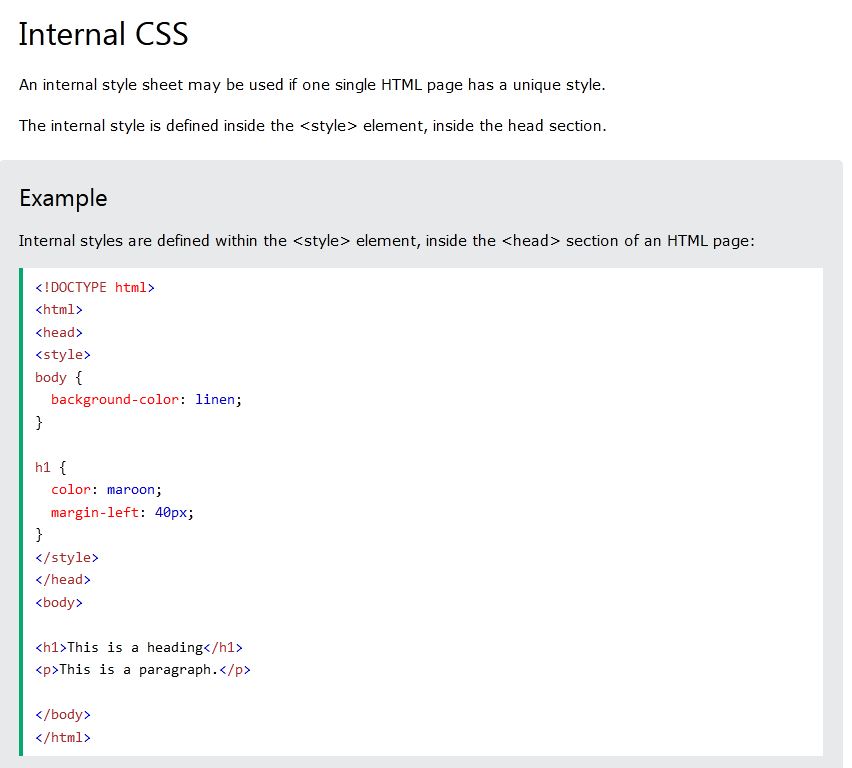 Internal CSS
An internal style sheet may be used if one single HTML page has a unique style.
The internal style is defined inside the <style> element, inside the head section.
Example
Internal styles are defined within the <style> element, inside the <head> section of an HTML page:
<!DOCTYPE html>
<html>
<head>
<style>
body {
  background-color: linen;
}

h1 {
  color: maroon;
  margin-left: 40px;
}
</style>
</head>
<body>

<h1>This is a heading</h1>
<p>This is a paragraph.</p>

</body>
</html>